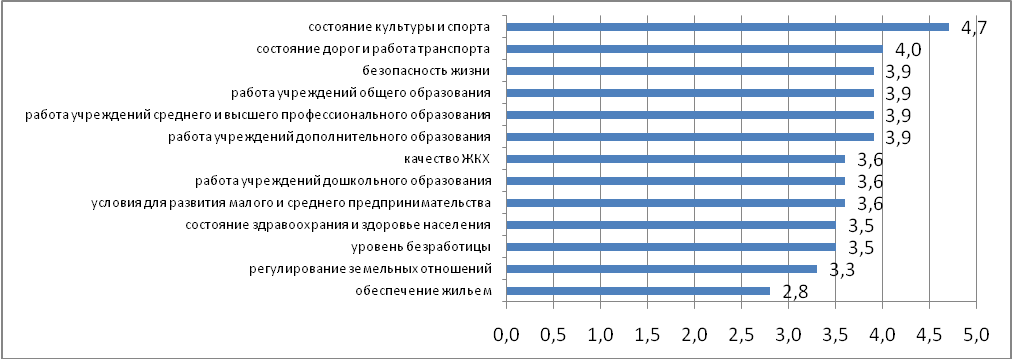 состояние культуры и спорта 4,7
состояние дорог и работа транспорта 4,0
безопасность жизни 3,9
работа учреждений общего образования 3,9
работа учреждений среднего и высшего профессионального образования 3,9
работа учреждений дополнительного образования 3,9
качество ЖКХ 3,6
работа учреждений дошкольного образования 3,6
условия для развития малого и среднего предпринимательства 3,6
состояние здравоохрания и здоровье населения 3,5
уровень безработицы 3,5
регулирование земельных отношений 3,3
обеспечение жильем 2,8
0,0 0,5 1,0 1,5 2,0 2,5 3,0 3,5 4,0 4,5 5,0